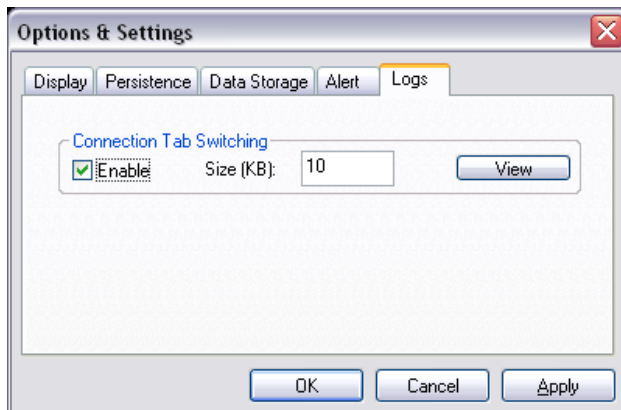 Options & Settings
Display Persistence Data Storage Alert Logs
Connection Tab Switching
Enable Size (KB): 10 View
OK Cancel Apply